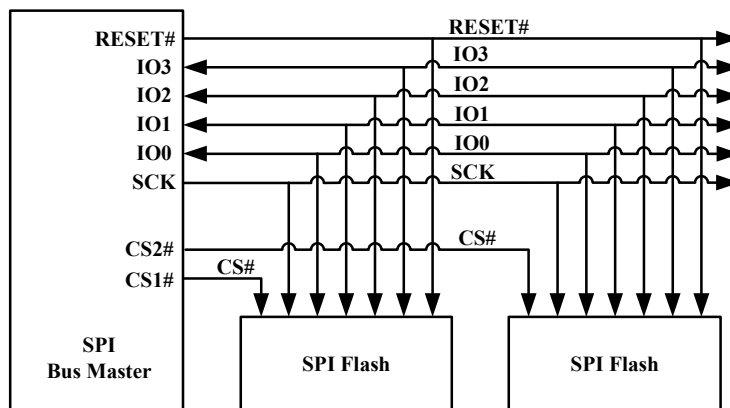 RESET#
RESET#
IO3
IO3
IO2
IO2
IO1
IO1
IO0
IO0
SCK
SCK
CS2#
CS#
CS1#
CS#
SPI
Bus Master
SPI Flash
SPI Flash